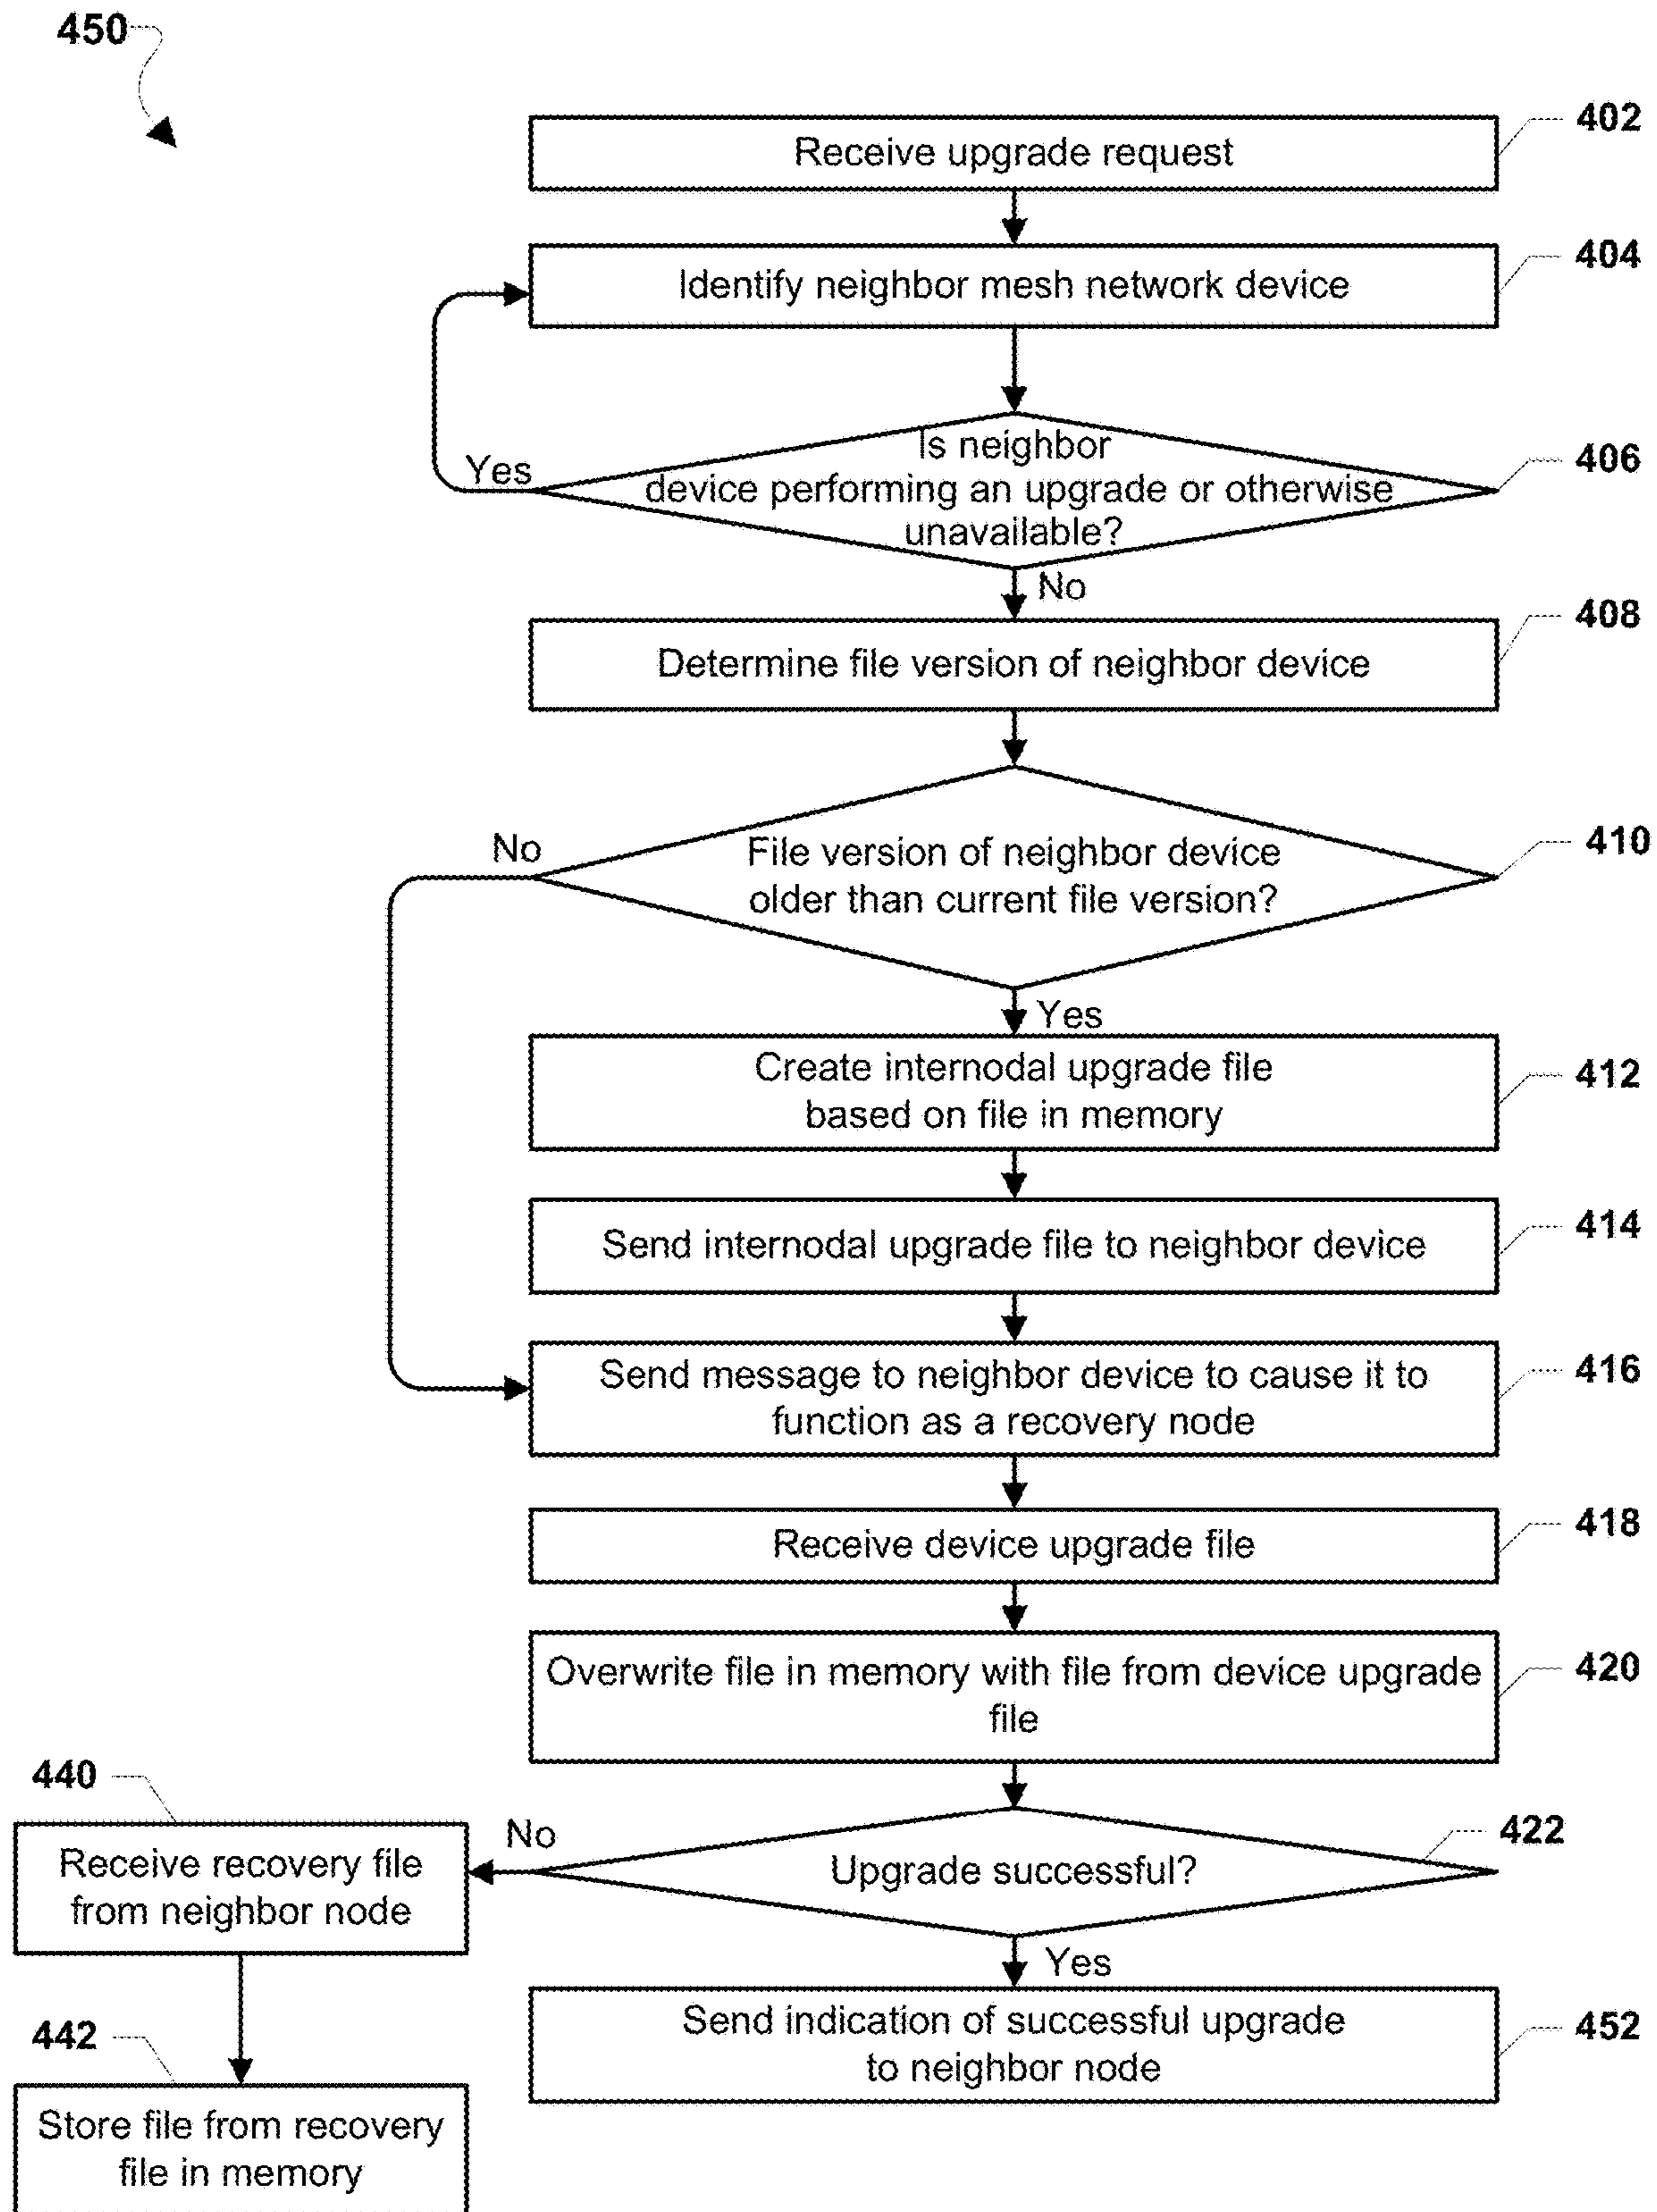 450
402
Receive upgrade request
404
Identify neighbor mesh network device
Is neighbor
device performing an upgrade or otherwise
unavailable?
406
Yes
No
408
Determine file version of neighbor device
No
File version of neighbor device
older than current file version?
410
Yes
Create internodal upgrade file
based on file in memory
412
Send internodal upgrade file to neighbor device
414
Send message to neighbor device to cause it to
function as a recovery node
416
Receive device upgrade file
418
Overwrite file in memory with file from device upgrade
file
420
440
No
Upgrade successful?
422
Receive recovery file
from neighbor node
Yes
Send indication of successful upgrade
to neighbor node
452
442
Store file from recovery
file in memory